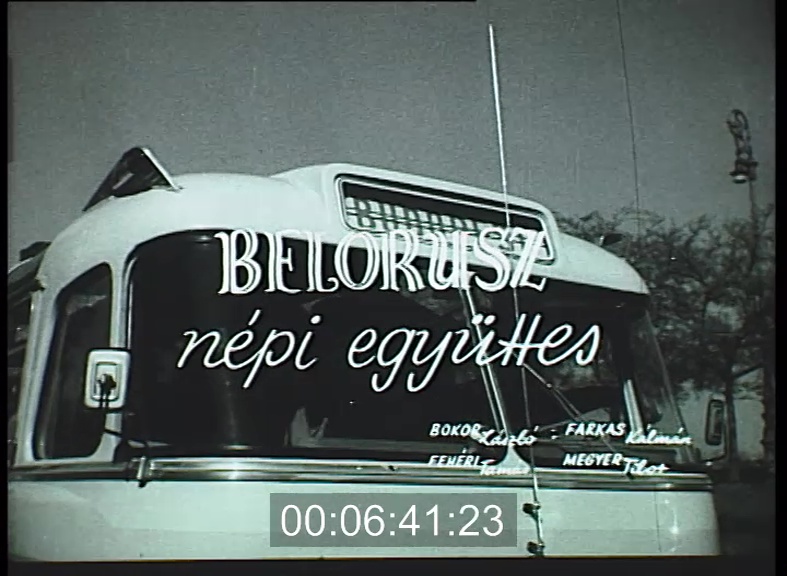 BELORUSZ
népi együttes
BOKOR László - FARKAS Kálmán
FEHÉRI Tamás MEGYER Tibor
00:06:41:23